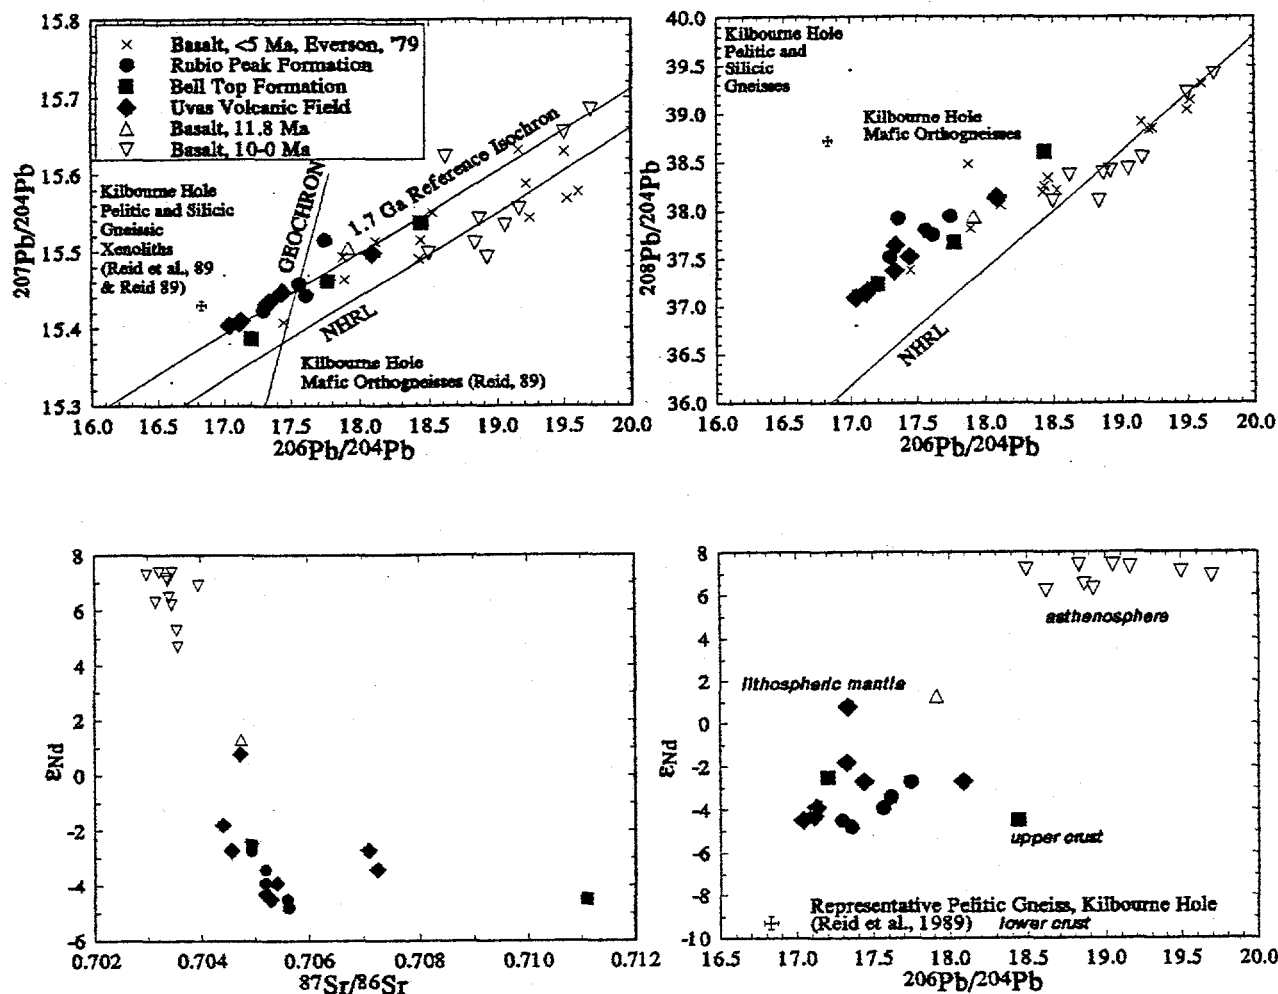 × Basalt, <5 Ma, Everson, '79
● Rubio Peak Formation
■ Bell Top Formation
◆ Uvas Volcanic Field
△ Basalt, 11.8 Ma
▽ Basalt, 10-0 Ma
15.8
15.7
15.6
15.5
15.4
15.3
207Pb/204Pb
Kilbourne Hole
Pelitic and Silicic
Gneissic
Xenoliths
(Reid et al., 89
& Reid 89)
GEOCHRON
1.7 Ga Reference Isochron
NHRL
Kilbourne Hole
Mafic Orthogneisses (Reid, 89)
16.0 16.5 17.0 17.5 18.0 18.5 19.0 19.5 20.0
206Pb/204Pb
40.0
39.5
39.0
38.5
38.0
37.5
37.0
36.5
36.0
208Pb/204Pb
Kilbourne Hole
Pelitic and
Silicic
Gneisses
Kilbourne Hole
Mafic Orthogneisses
NHRL
16.0 16.5 17.0 17.5 18.0 18.5 19.0 19.5 20.0
206Pb/204Pb
8
6
4
2
0
-2
-4
-6
εNd
0.702 0.704 0.706 0.708 0.710 0.712
87Sr/86Sr
8
6
4
2
0
-2
-4
-6
-8
-10
εNd
asthenosphere
lithospheric mantle
upper crust
Representative Pelitic Gneiss, Kilbourne Hole
(Reid et al., 1989) lower crust
16.5 17.0 17.5 18.0 18.5 19.0 19.5 20.0
206Pb/204Pb